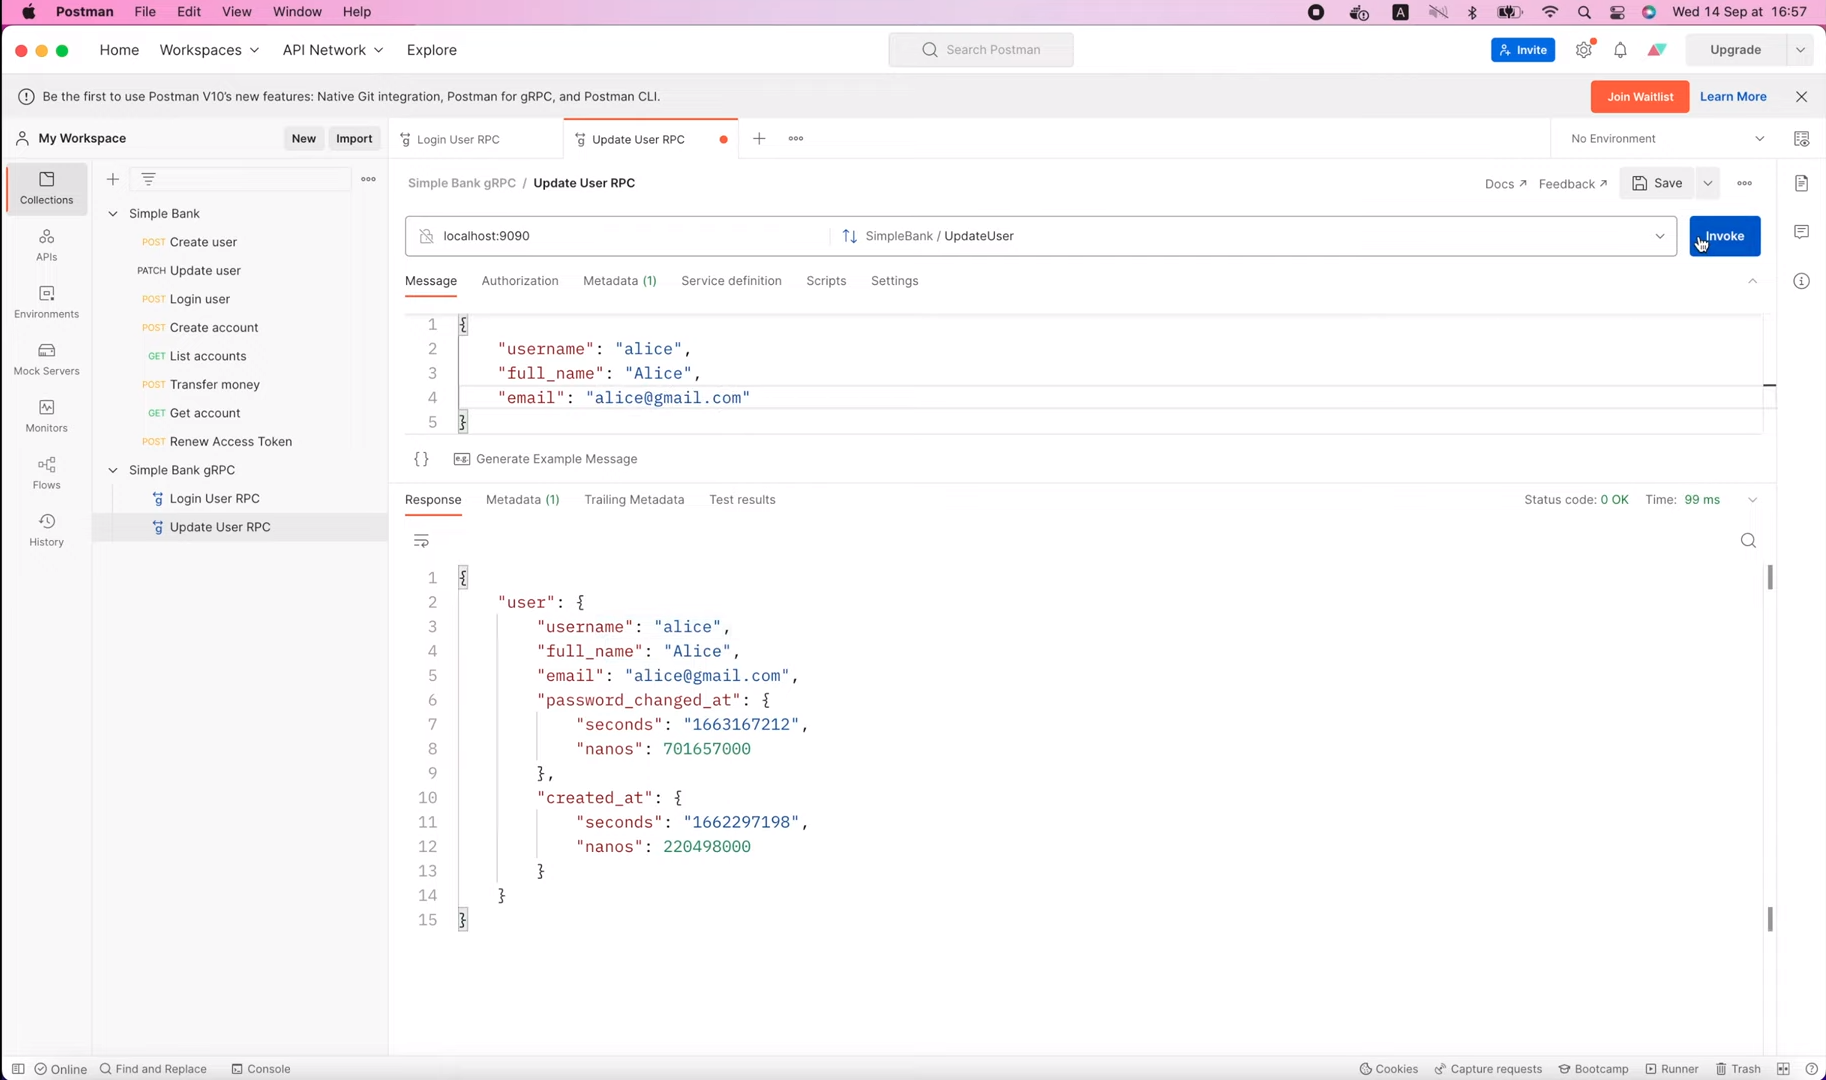 Postman File Edit View Window Help A Wed 14 Sep at 16:57
Home Workspaces API Network Explore Search Postman Invite Upgrade
Be the first to use Postman V10's new features: Native Git integration, Postman for gRPC, and Postman CLI. Join Waitlist Learn More
My Workspace New Import Login User RPC Update User RPC No Environment
Simple Bank gRPC / Update User RPC Docs Feedback Save
Collections
APIs
Environments
Mock Servers
Monitors
Flows
History
Simple Bank
POST Create user
PATCH Update user
POST Login user
POST Create account
GET List accounts
POST Transfer money
GET Get account
POST Renew Access Token
Simple Bank gRPC
Login User RPC
Update User RPC
localhost:9090 SimpleBank / UpdateUser Invoke
Message Authorization Metadata (1) Service definition Scripts Settings
1 {
2 "username": "alice",
3 "full_name": "Alice",
4 "email": "alice@gmail.com"
5 }
{} e.g. Generate Example Message
Response Metadata (1) Trailing Metadata Test results Status code: 0 OK Time: 99 ms
1 {
2 "user": {
3 "username": "alice",
4 "full_name": "Alice",
5 "email": "alice@gmail.com",
6 "password_changed_at": {
7 "seconds": "1663167212",
8 "nanos": 701657000
9 },
10 "created_at": {
11 "seconds": "1662297198",
12 "nanos": 220498000
13 }
14 }
15 }
Online Find and Replace Console Cookies Capture requests Bootcamp Runner Trash